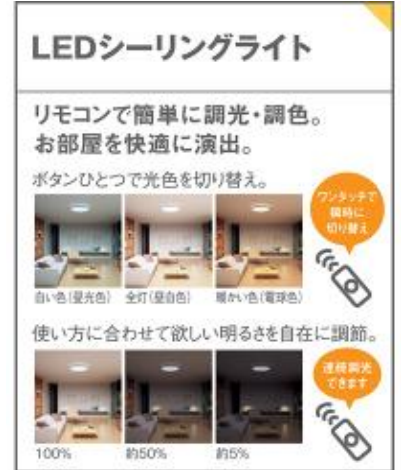 LEDシーリングライト
リモコンで簡単に調光・調色。
お部屋を快適に演出。
ボタンひとつで光色を切り替え。
ワンタッチで
瞬時に
切り替え
白い色(昼光色) 全灯(昼白色) 暖かい色(電球色)
使い方に合わせて欲しい明るさを自在に調節。
連続調光
できます
100% 約50% 約5%